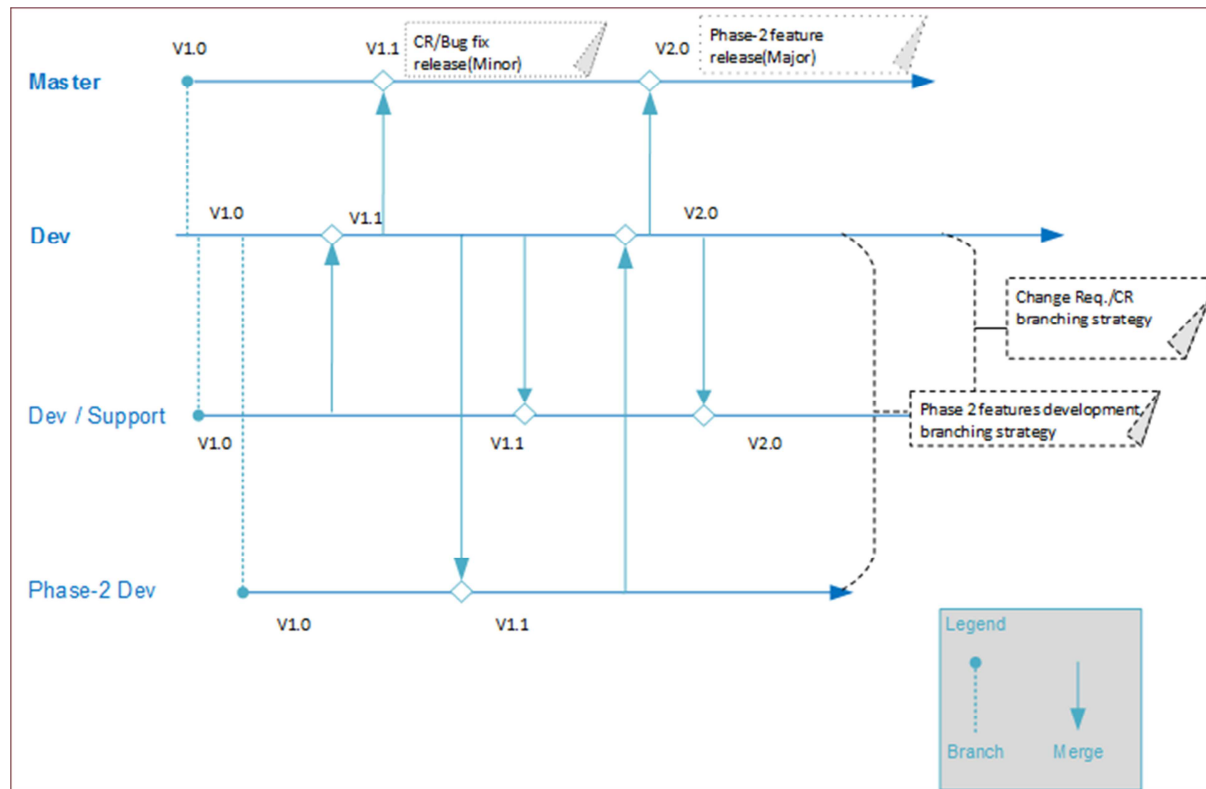 V1.0
V1.1
CR/Bug fix
release(Minor)
V2.0
Phase-2 feature
release(Major)
Master
V1.0
V1.1
V2.0
Dev
Change Req./CR
branching strategy
Dev / Support
V1.0
V1.1
V2.0
Phase 2 features development
branching strategy
Phase-2 Dev
V1.0
V1.1
Legend
Branch
Merge